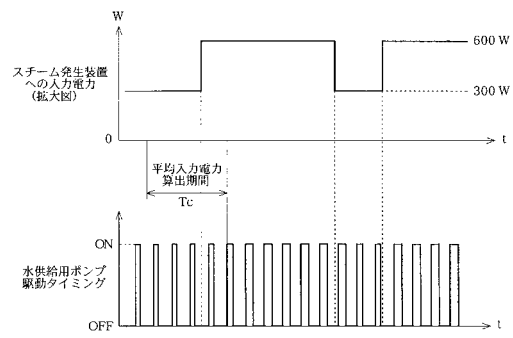 W
スチーム発生装置
への入力電力
(拡大図)
600 W
300 W
0
t
平均入力電力
算出期間
Tc
ON
水供給用ポンプ
駆動タイミング
OFF
t